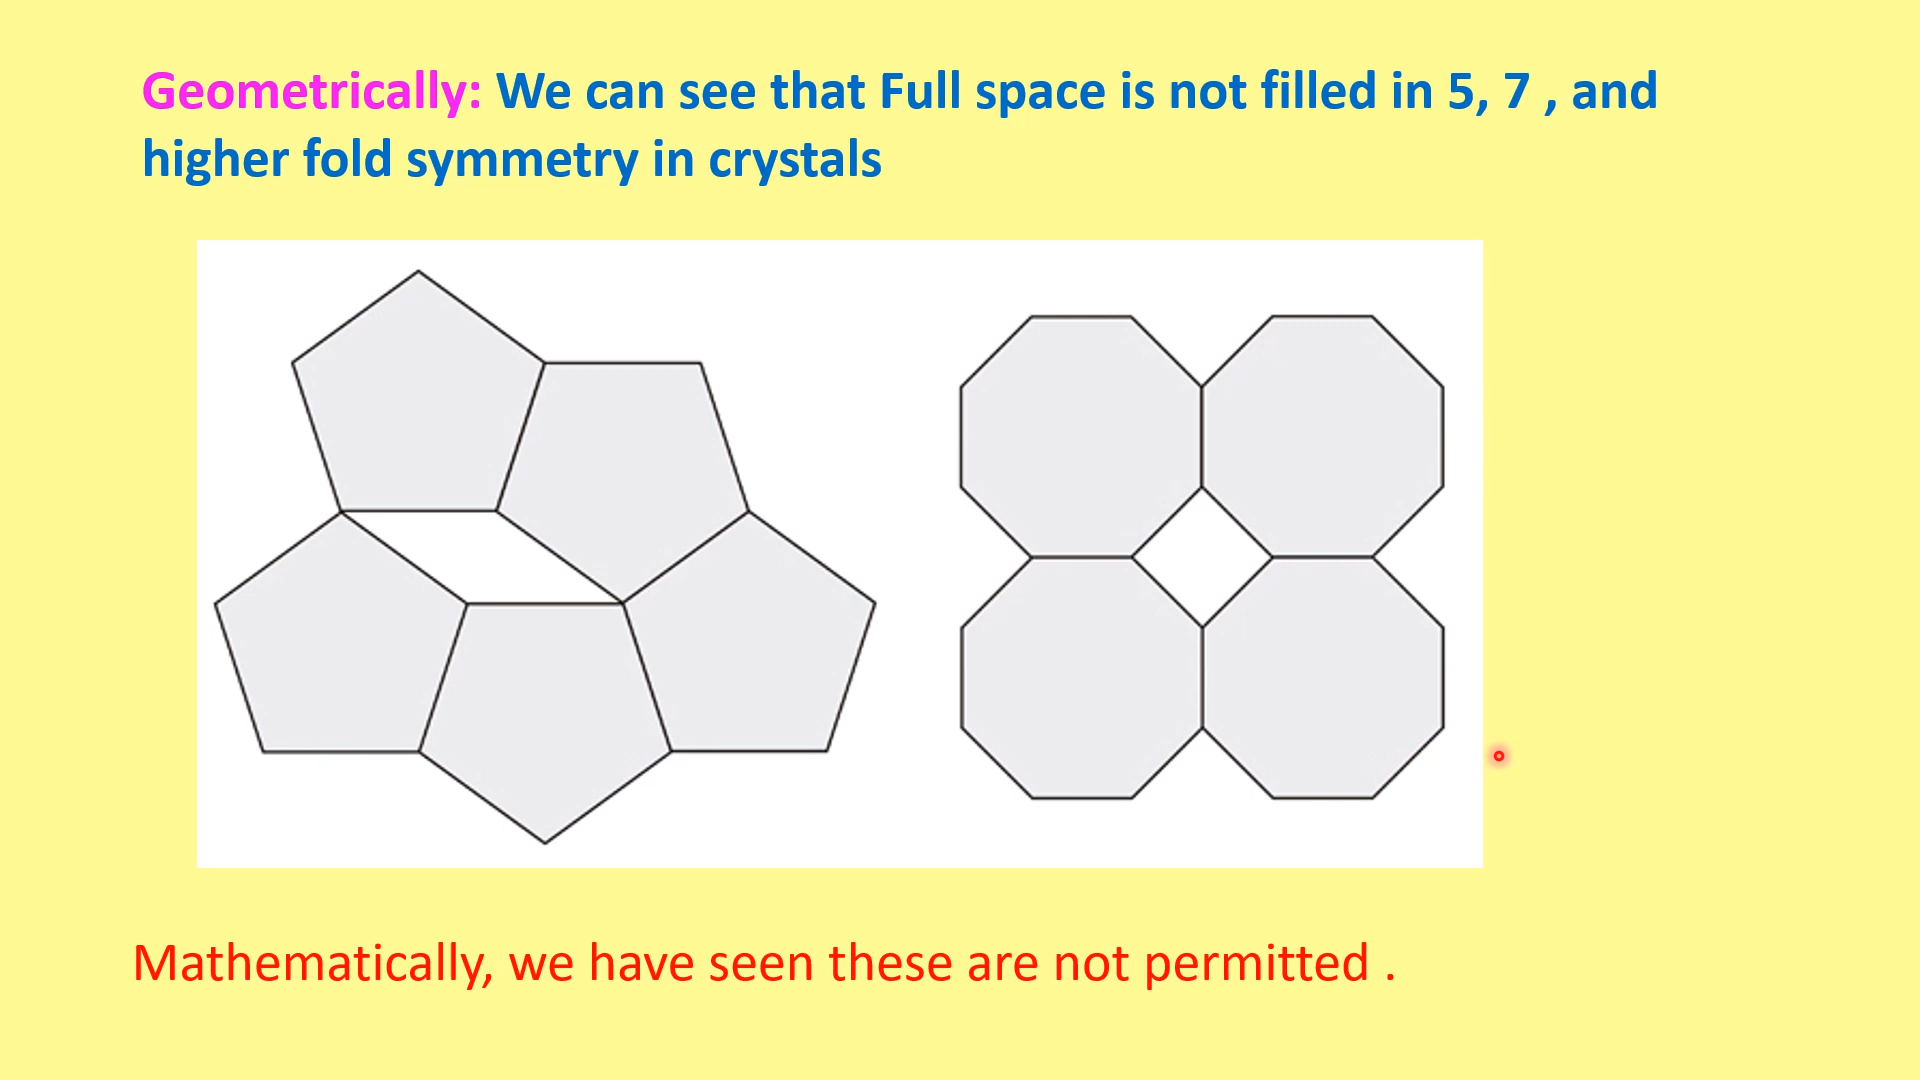 Geometrically: We can see that Full space is not filled in 5, 7 , and
higher fold symmetry in crystals
Mathematically, we have seen these are not permitted .